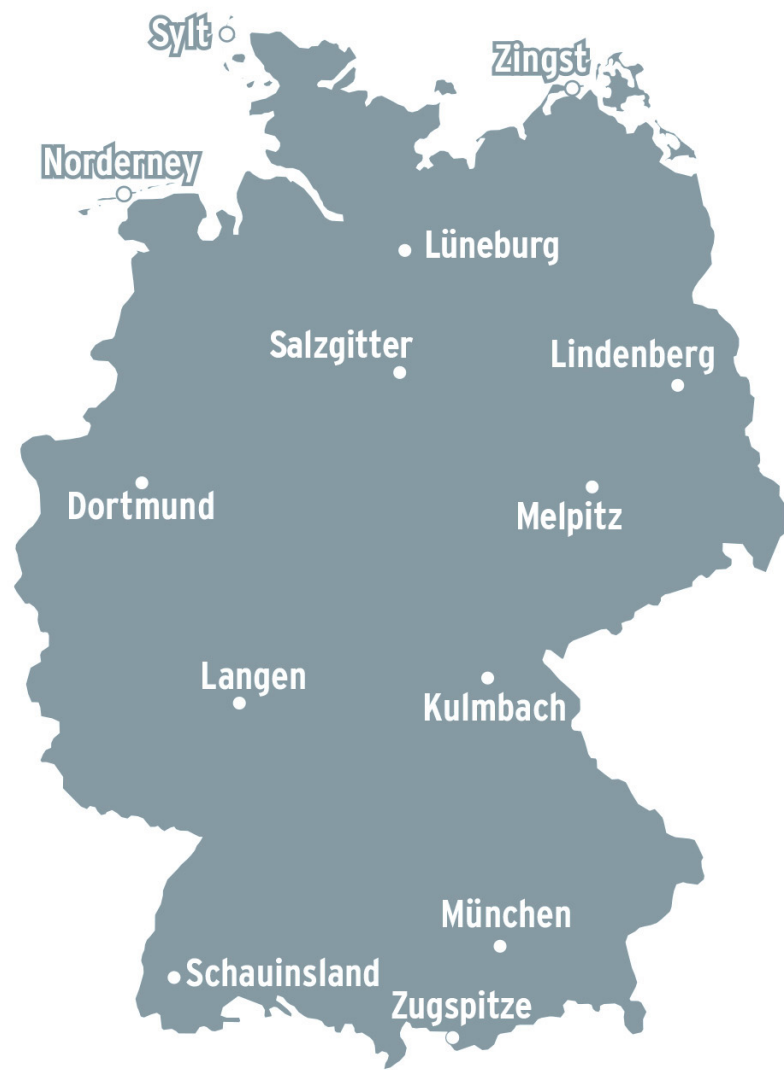 Sylt
Zingst
Norderney
Lüneburg
Salzgitter
Lindenberg
Dortmund
Melpitz
Langen
Kulmbach
München
Schauinsland
Zugspitze